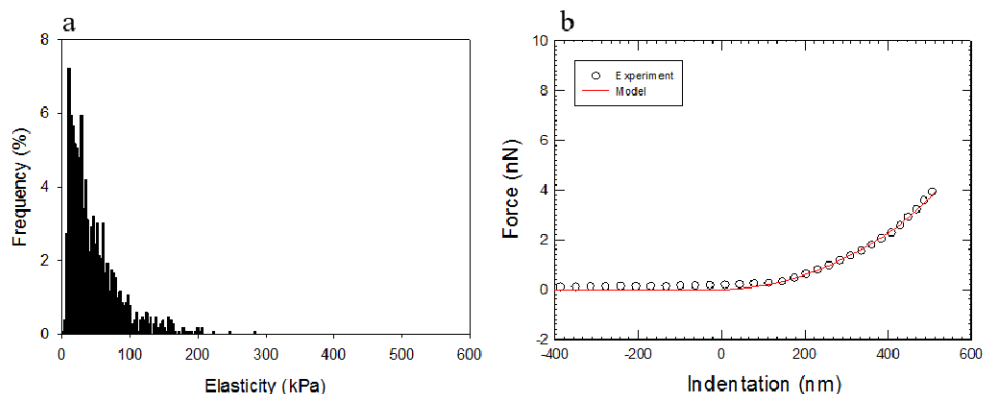 a
8
6
4
2
0
Frequency (%)
0 100 200 300 400 500 600
Elasticity (kPa)
b
10
8
6
4
2
0
-2
Force (nN)
Experiment
Model
-400 -200 0 200 400 600
Indentation (nm)